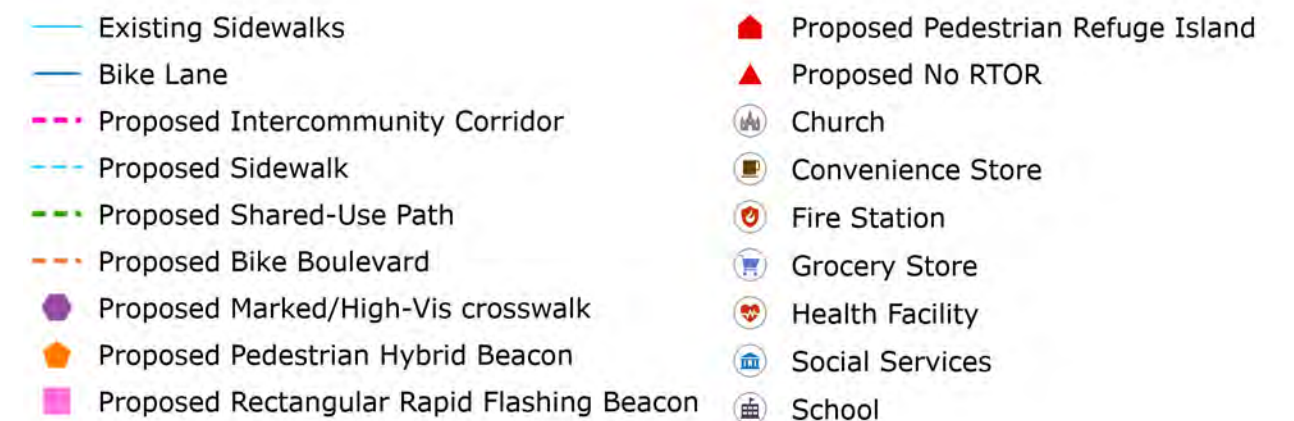 Existing Sidewalks
Bike Lane
Proposed Intercommunity Corridor
Proposed Sidewalk
Proposed Shared-Use Path
Proposed Bike Boulevard
Proposed Marked/High-Vis crosswalk
Proposed Pedestrian Hybrid Beacon
Proposed Rectangular Rapid Flashing Beacon
Proposed Pedestrian Refuge Island
Proposed No RTOR
Church
Convenience Store
Fire Station
Grocery Store
Health Facility
Social Services
School